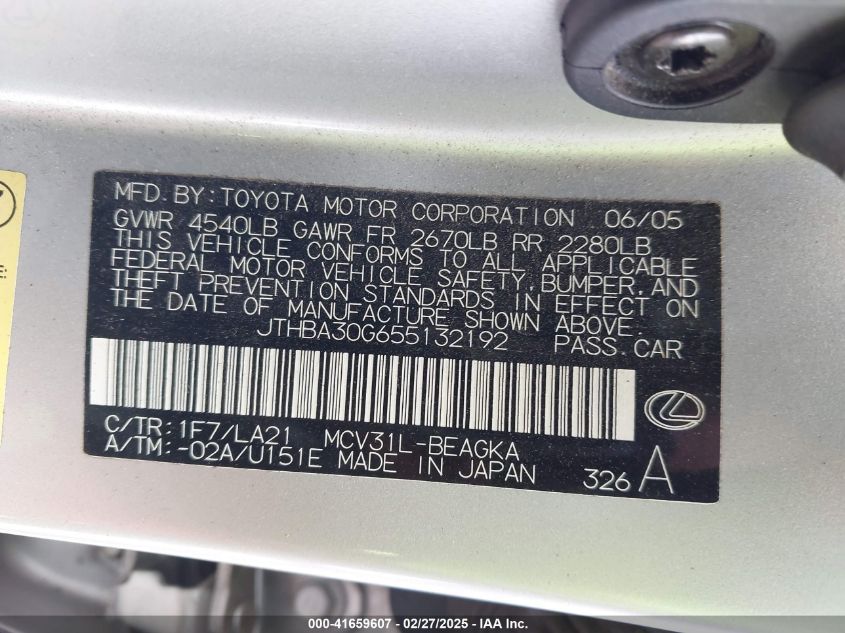 MFD. BY: TOYOTA MOTOR CORPORATION 06/05
GVWR 4540LB GAWR FR 2670LB RR 2280LB
THIS VEHICLE CONFORMS TO ALL APPLICABLE
FEDERAL MOTOR VEHICLE SAFETY, BUMPER, AND
THEFT PREVENTION STANDARDS IN EFFECT ON
THE DATE OF MANUFACTURE SHOWN ABOVE.
JTHBA30G655132192 PASS. CAR
C/TR: 1F7/LA21 MCV31L-BEAGKA
A/TM: -02A/U151E MADE IN JAPAN
326 A
000-41659607 - 02/27/2025 - IAA Inc.